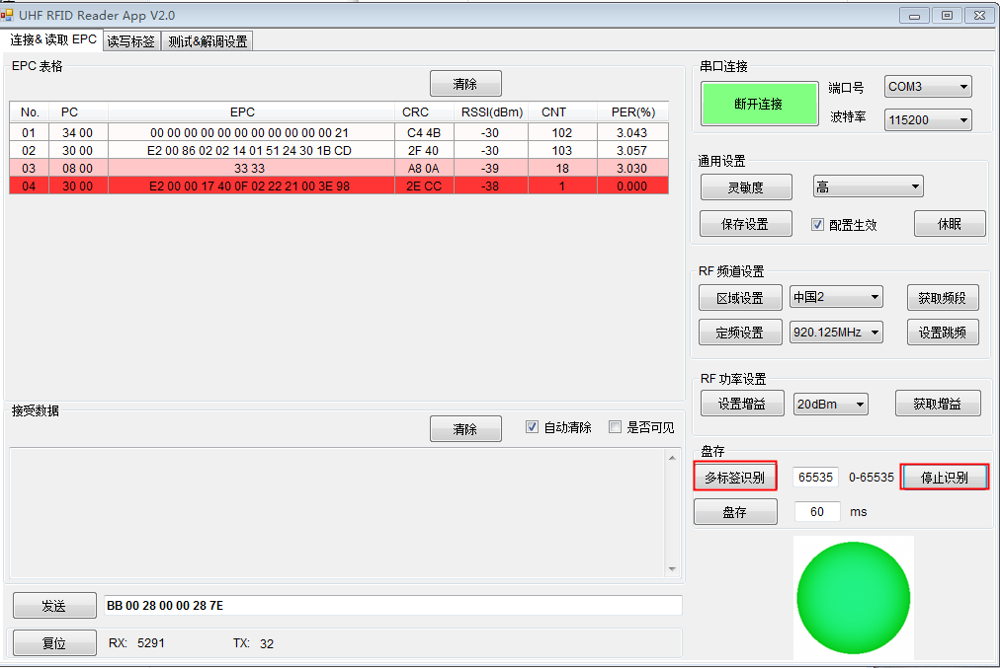 UHF RFID Reader App V2.0
连接& 读取 EPC 读写标签 测试&解调设置
EPC 表格
清除
No. PC EPC CRC RSSI(dBm) CNT PER(%)
01 34 00 00 00 00 00 00 00 00 00 00 00 00 21 C4 4B -30 102 3.043
02 30 00 E2 00 86 02 02 14 01 51 24 30 1B CD 2F 40 -30 103 3.057
03 08 00 33 33 A8 0A -39 18 3.030
04 30 00 E2 00 00 17 40 0F 02 22 21 00 3E 98 2E CC -38 1 0.000
接受数据
清除 自动清除 是否可见
发送 BB 00 28 00 00 28 7E
复位 RX: 5291 TX: 32
串口连接
断开连接 端口号 COM3
波特率 115200
通用设置
灵敏度 高
保存设置 配置生效 休眠
RF 频道设置
区域设置 中国2 获取频段
定频设置 920.125MHz 设置跳频
RF 功率设置
设置增益 20dBm 获取增益
盘存
多标签识别 65535 0-65535 停止识别
盘存 60 ms